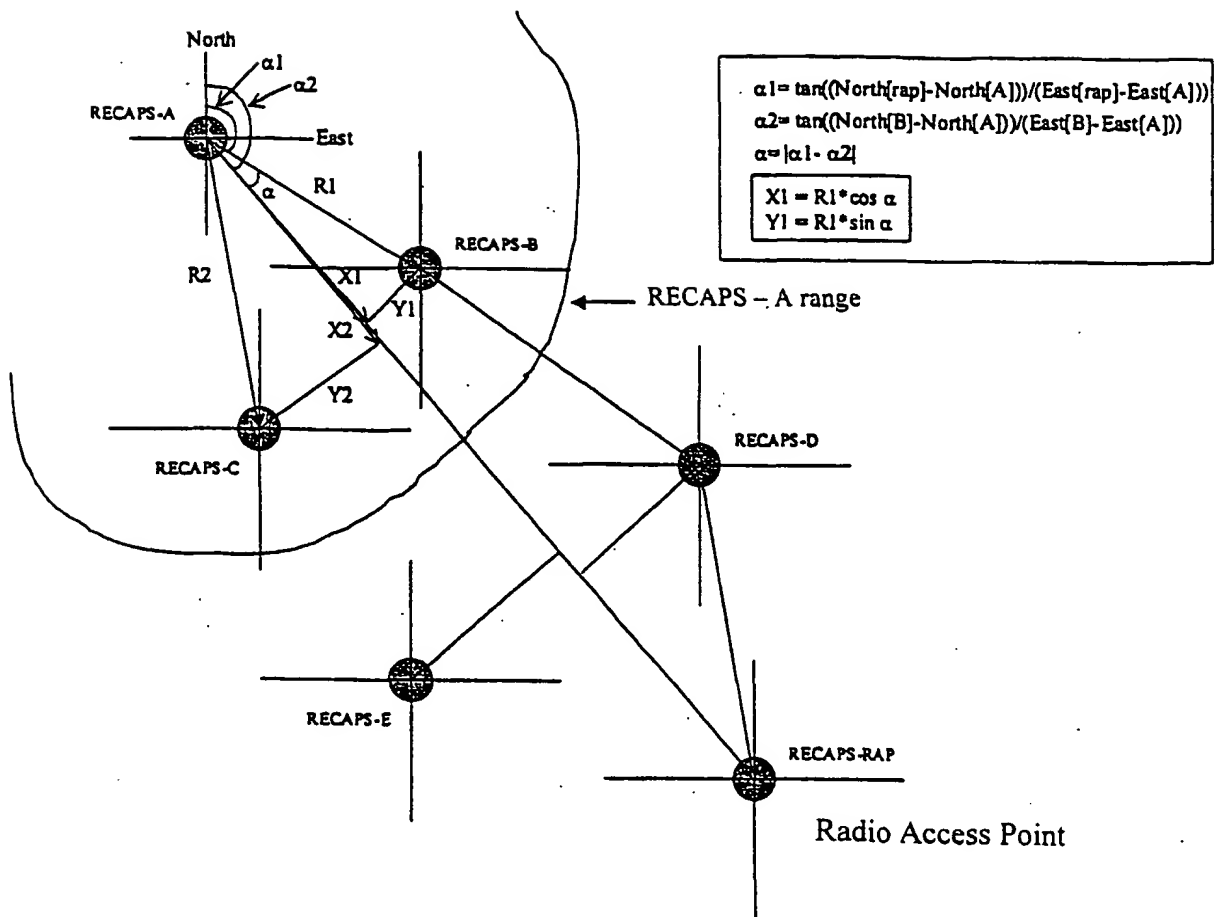 North
α1
α2
RECAPS-A
East
α
R1
R2
RECAPS-B
X1
Y1
X2
Y2
RECAPS – A range
RECAPS-C
RECAPS-D
RECAPS-E
RECAPS-RAP
Radio Access Point
α1= tan((North[rap]-North[A]))/(East[rap]-East[A]))
α2= tan((North[B]-North[A]))/(East[B]-East[A]))
α=|α1- α2|
X1 = R1*cos α
Y1 = R1*sin α